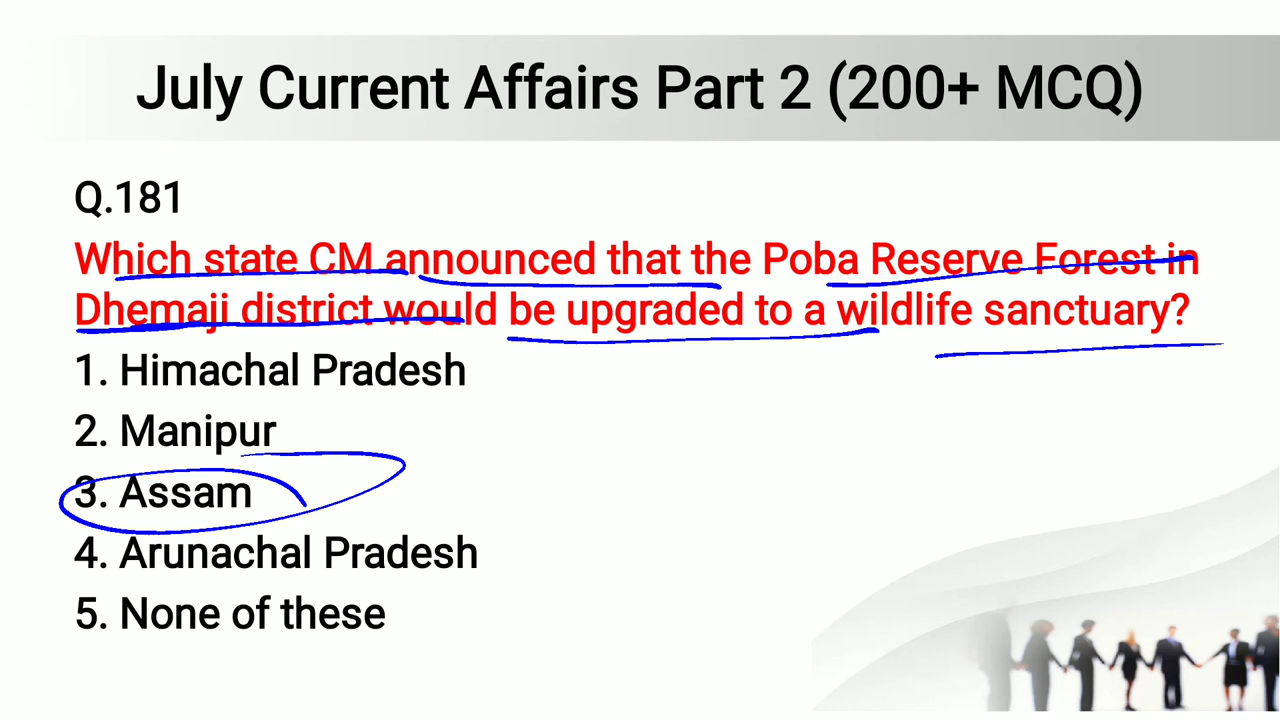 July Current Affairs Part 2 (200+ MCQ)
Q.181
Which state CM announced that the Poba Reserve Forest in
Dhemaji district would be upgraded to a wildlife sanctuary?
1. Himachal Pradesh
2. Manipur
3. Assam
4. Arunachal Pradesh
5. None of these